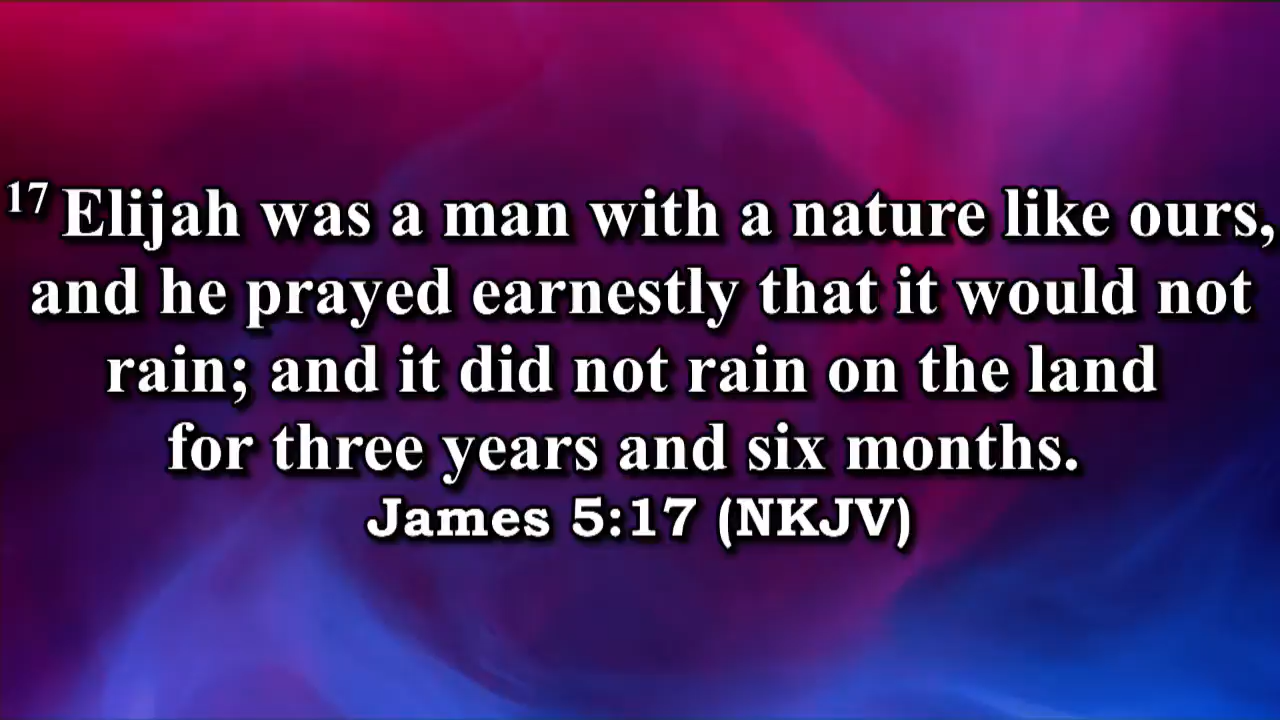 17 Elijah was a man with a nature like ours,
and he prayed earnestly that it would not
rain; and it did not rain on the land
for three years and six months.
James 5:17 (NKJV)